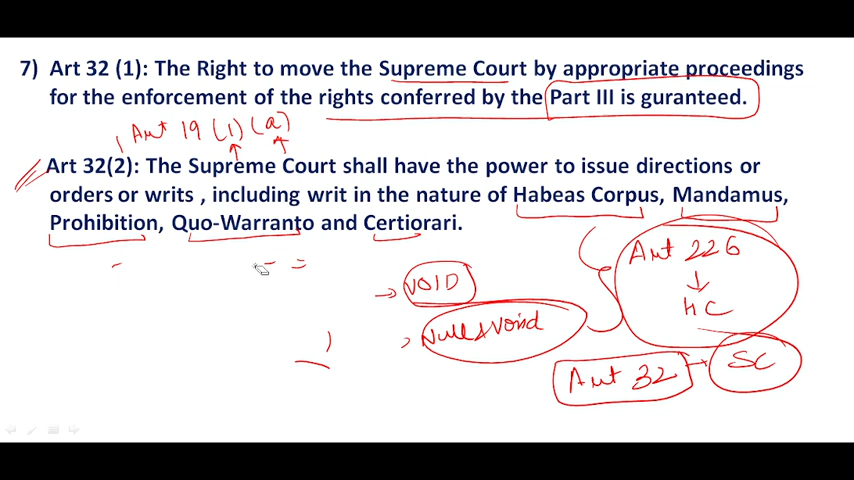 7) Art 32 (1): The Right to move the Supreme Court by appropriate proceedings
for the enforcement of the rights conferred by the Part III is guranteed.
Aut 19 (1) (a)
Art 32(2): The Supreme Court shall have the power to issue directions or
orders or writs , including writ in the nature of Habeas Corpus, Mandamus,
Prohibition, Quo-Warranto and Certiorari.
Aut 226
VOID
HC
Null & Void
SC
Aut 32